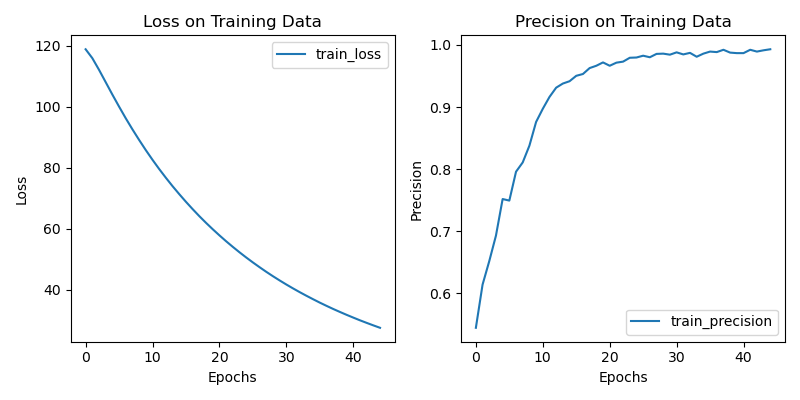 Loss on Training Data
120
100
80
60
40
Loss
train_loss
0 10 20 30 40
Epochs
Precision on Training Data
1.0
0.9
0.8
0.7
0.6
Precision
train_precision
0 10 20 30 40
Epochs